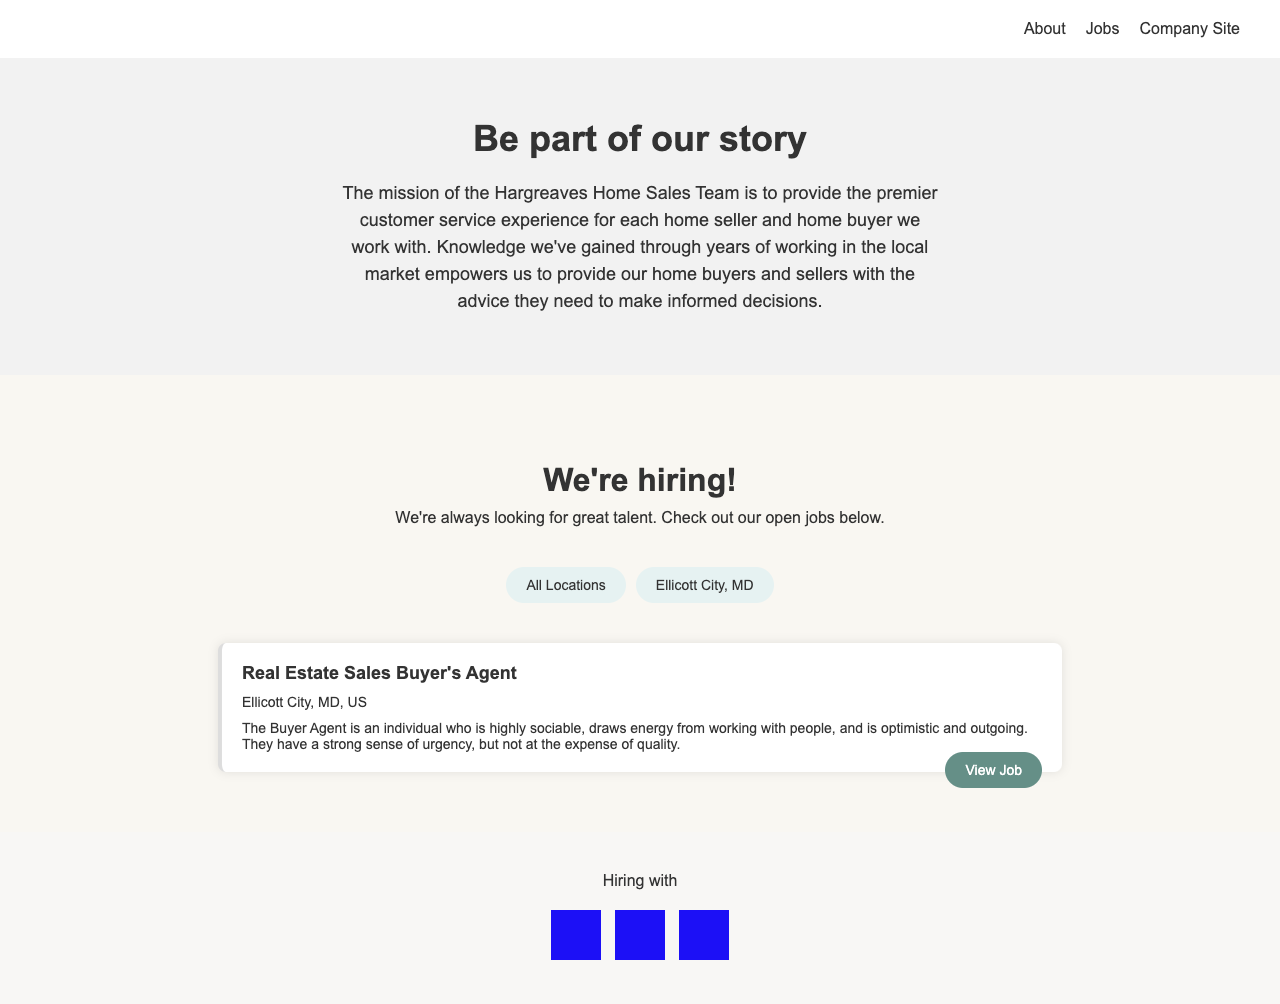 About Jobs Company Site
Be part of our story
The mission of the Hargreaves Home Sales Team is to provide the premier
customer service experience for each home seller and home buyer we
work with. Knowledge we've gained through years of working in the local
market empowers us to provide our home buyers and sellers with the
advice they need to make informed decisions.
We're hiring!
We're always looking for great talent. Check out our open jobs below.
All Locations Ellicott City, MD
Real Estate Sales Buyer's Agent
Ellicott City, MD, US
The Buyer Agent is an individual who is highly sociable, draws energy from working with people, and is optimistic and outgoing.
They have a strong sense of urgency, but not at the expense of quality.
View Job
Hiring with